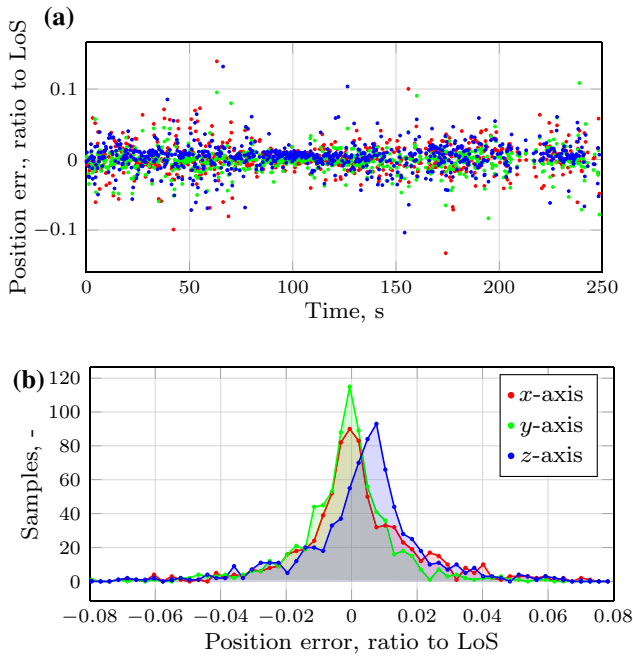 (a)
Position err., ratio to LoS
0.1
0
−0.1
0
50
100
150
200
250
Time, s
(b)
Samples, -
120
100
80
60
40
20
0
x-axis
y-axis
z-axis
−0.08
−0.06
−0.04
−0.02
0
0.02
0.04
0.06
0.08
Position error, ratio to LoS